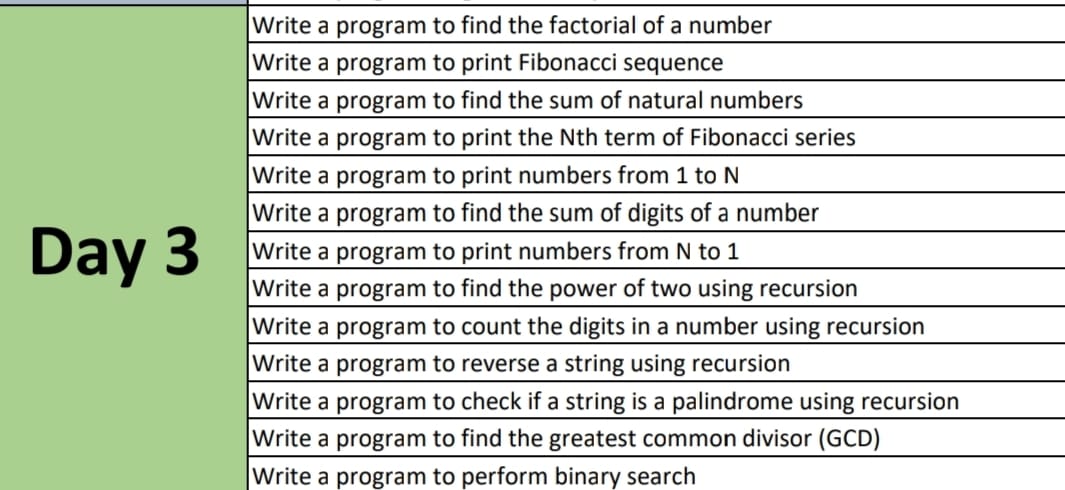 Write a program to find the factorial of a number
Write a program to print Fibonacci sequence
Write a program to find the sum of natural numbers
Write a program to print the Nth term of Fibonacci series
Write a program to print numbers from 1 to N
Write a program to find the sum of digits of a number
Day 3
Write a program to print numbers from N to 1
Write a program to find the power of two using recursion
Write a program to count the digits in a number using recursion
Write a program to reverse a string using recursion
Write a program to check if a string is a palindrome using recursion
Write a program to find the greatest common divisor (GCD)
Write a program to perform binary search